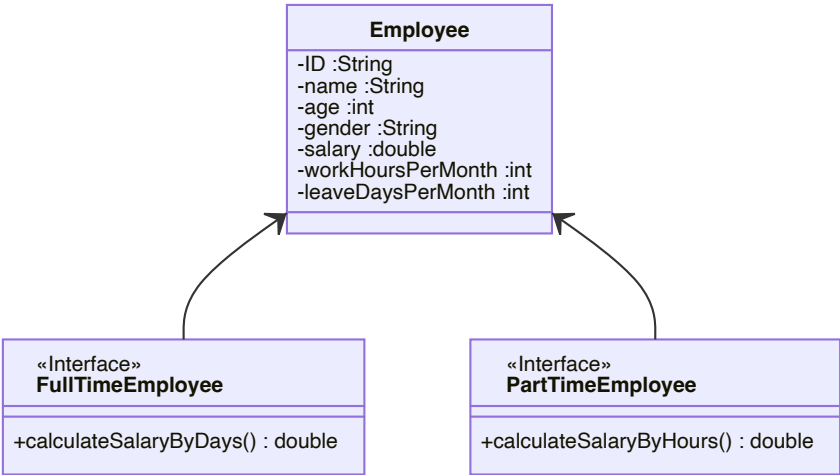 Employee
-ID :String
-name :String
-age :int
-gender :String
-salary :double
-workHoursPerMonth :int
-leaveDaysPerMonth :int
«Interface»
FullTimeEmployee
+calculateSalaryByDays() : double
«Interface»
PartTimeEmployee
+calculateSalaryByHours() : double